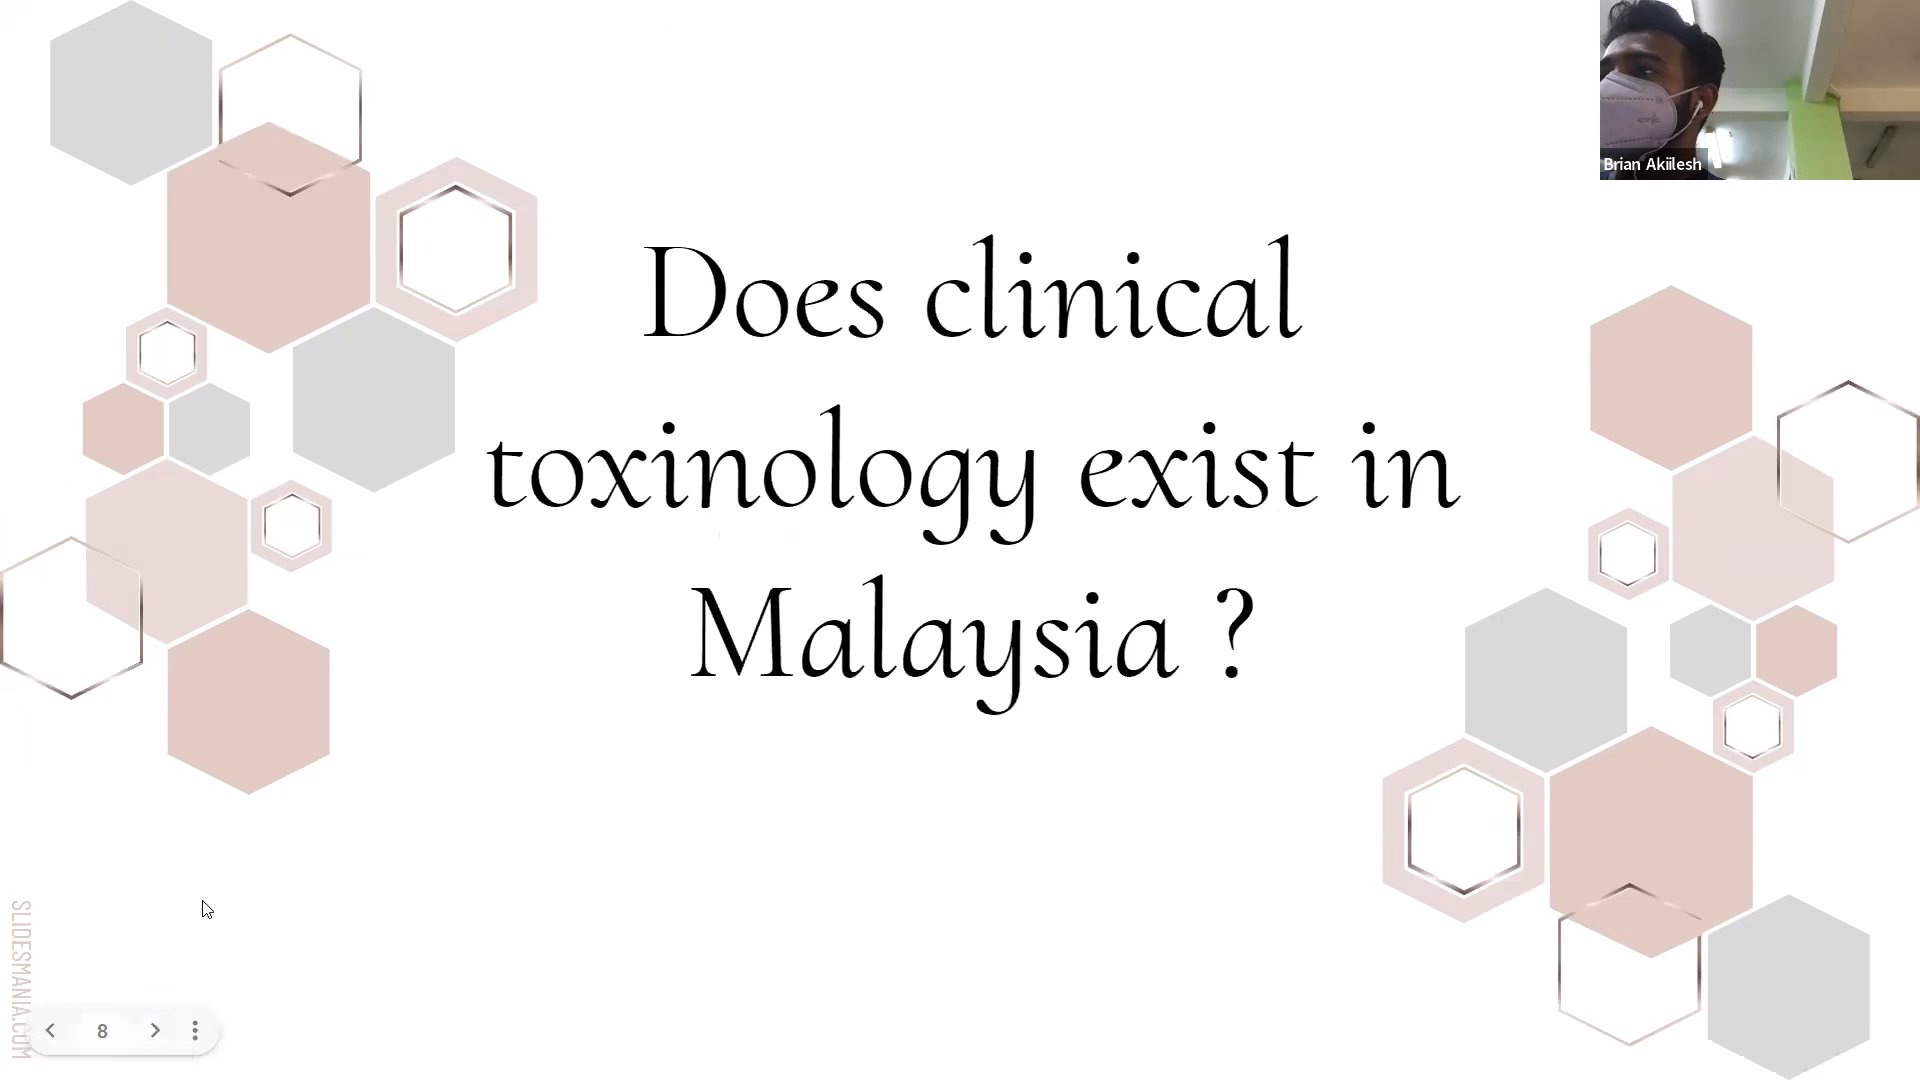 Does clinical
toxinology exist in
Malaysia ?
Brian Akiilesh
SLIDESMANIA.COM
8